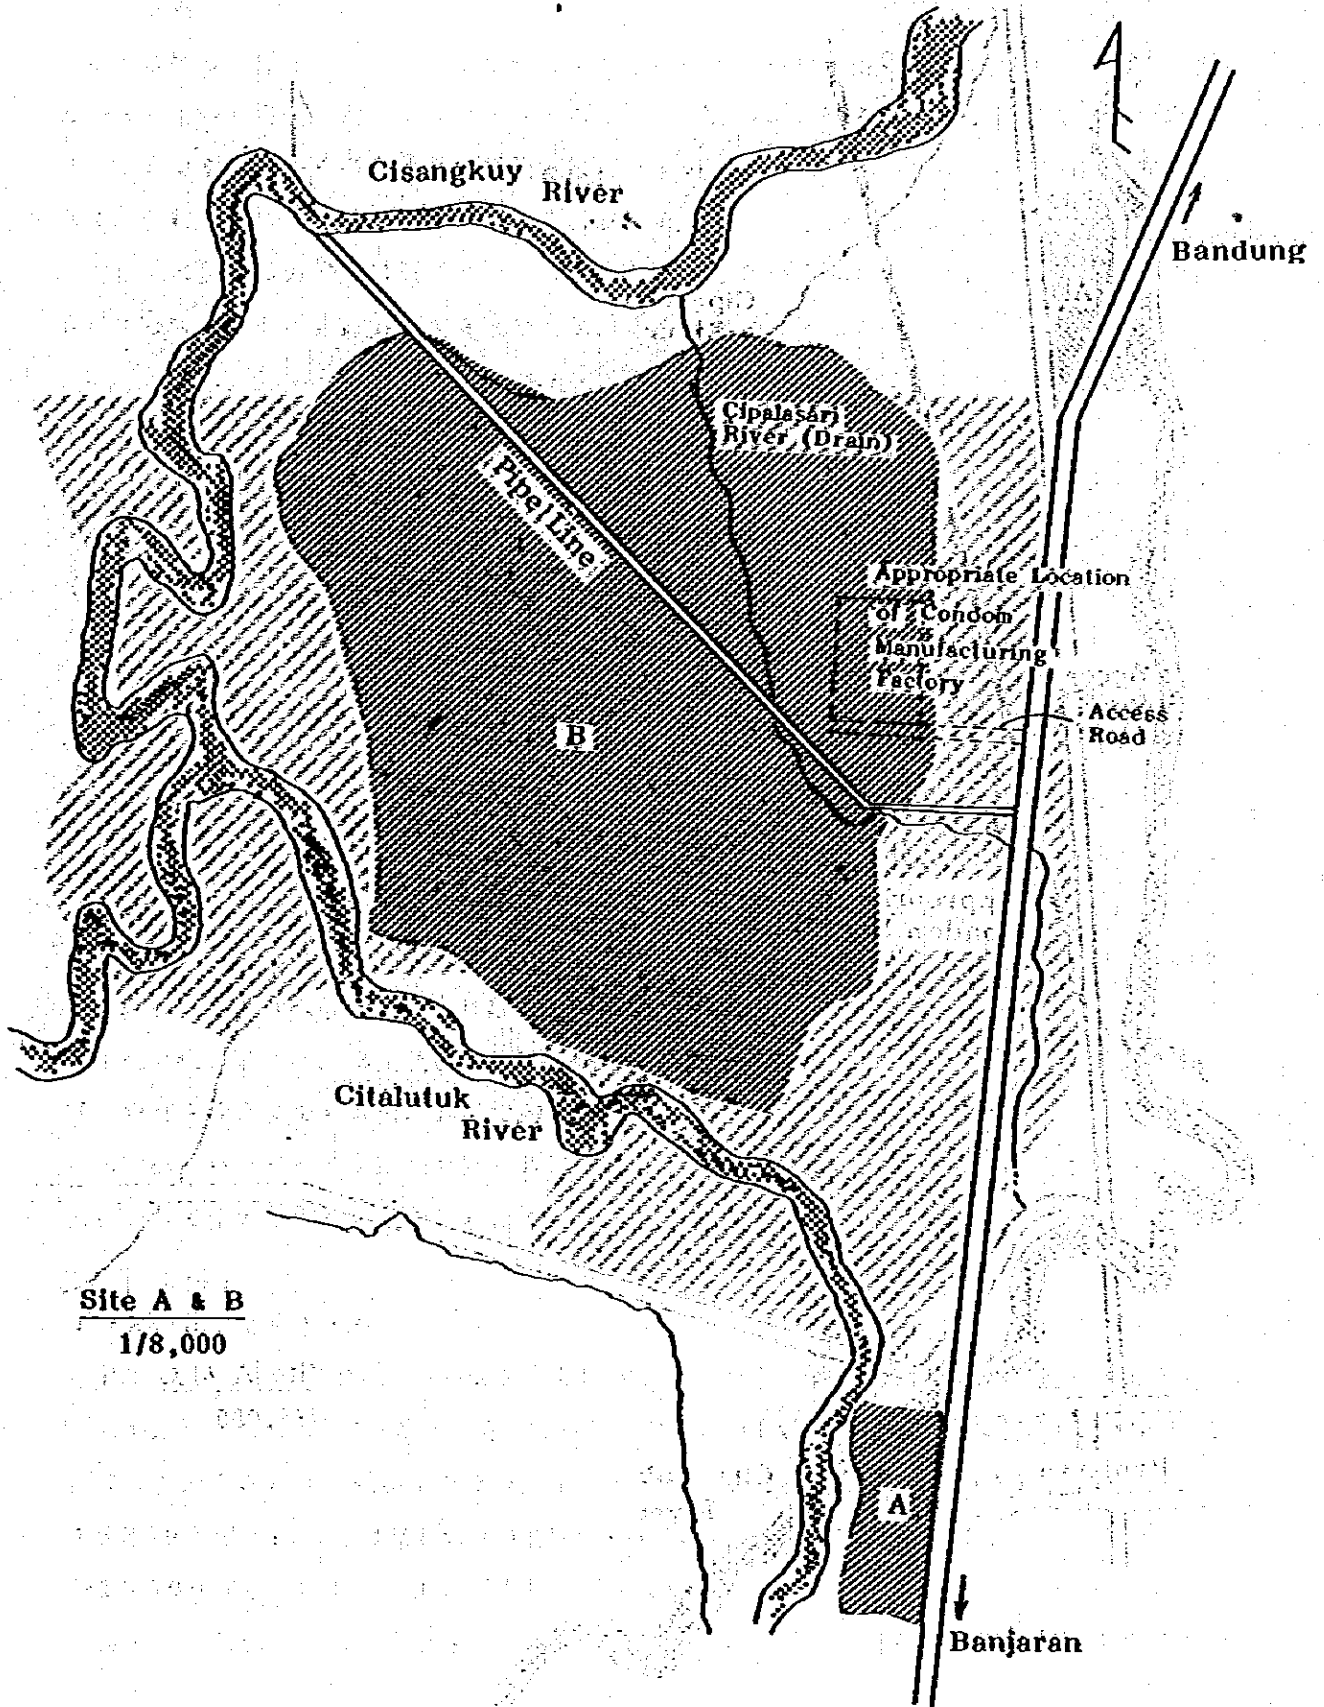 Cisangkuy
River
Bandung
Cipalasari
River (Drain)
Pipe Line
Appropriate Location
of Condom
Manufacturing
Factory
Access
Road
B
Citalutuk
River
Site A & B
1/8,000
A
Banjaran